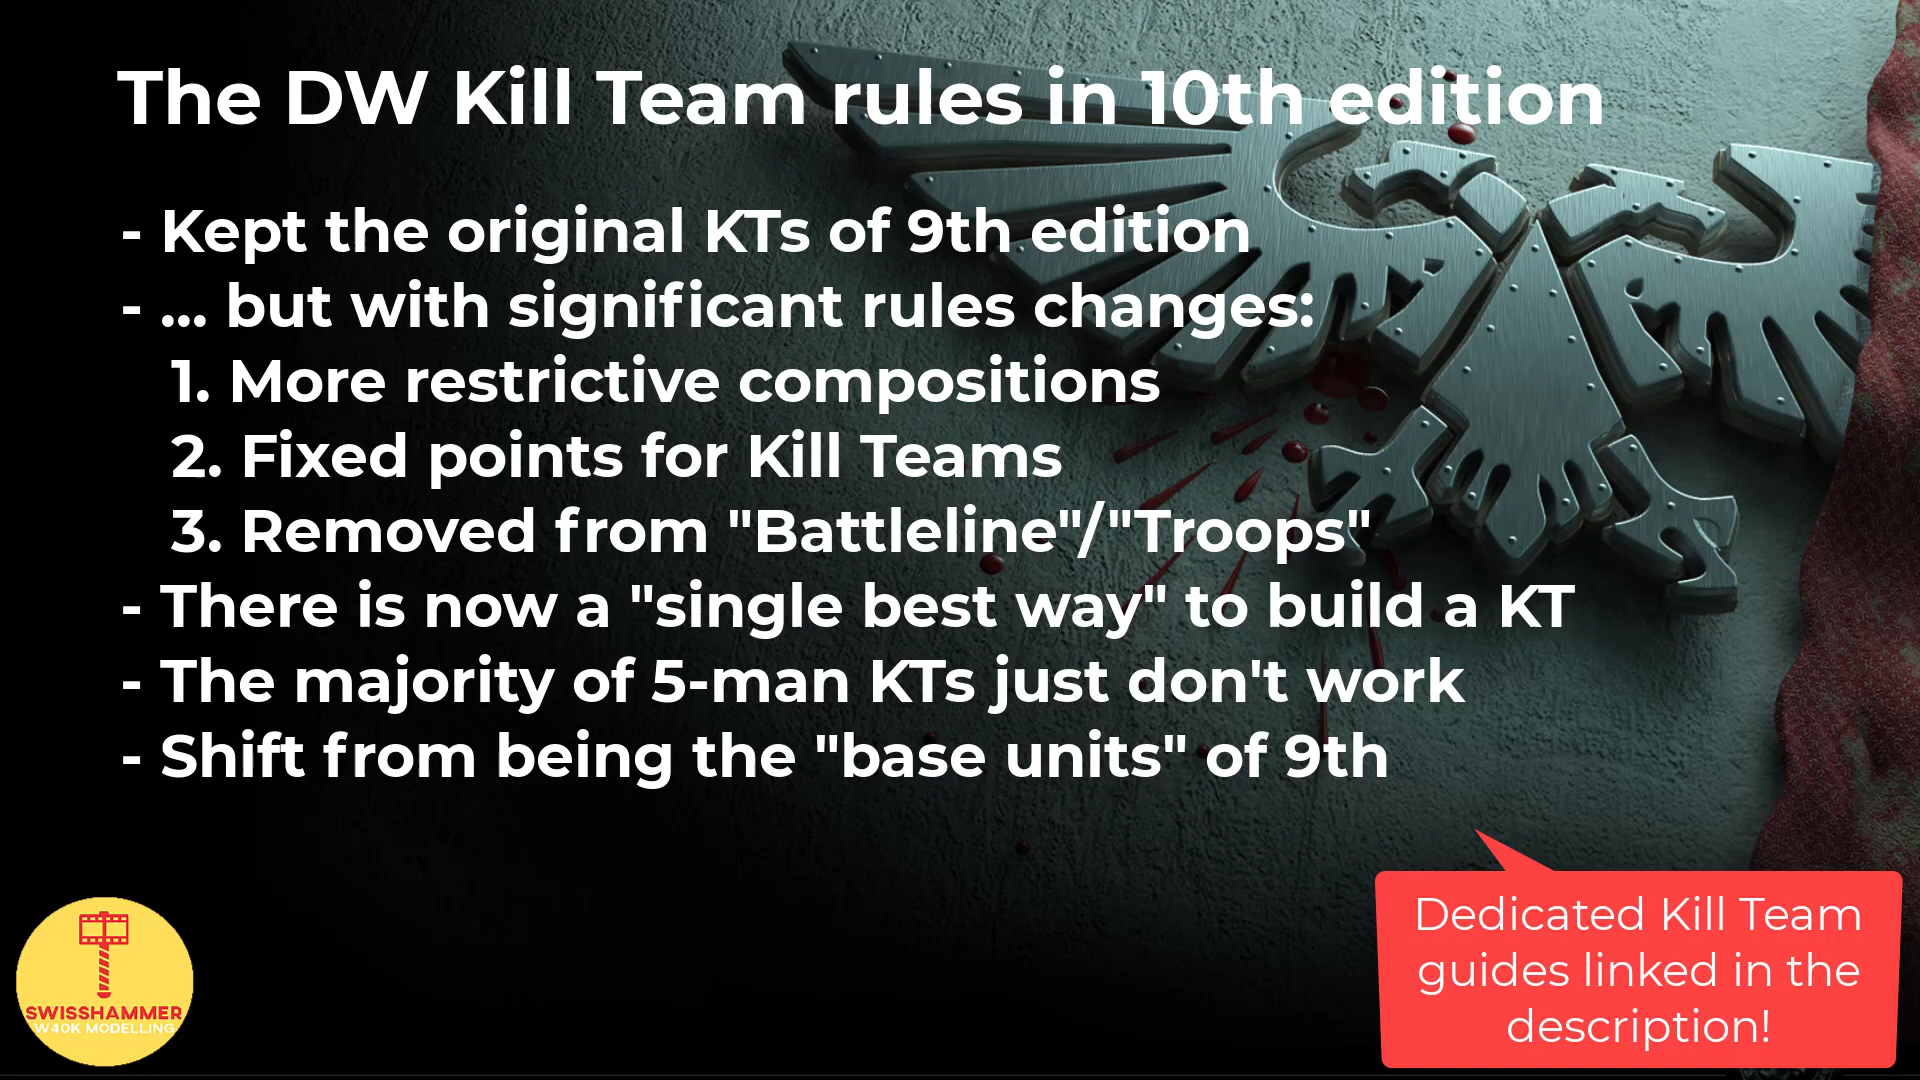 The DW Kill Team rules in 10th edition
- Kept the original KTs of 9th edition
- ... but with significant rules changes:
1. More restrictive compositions
2. Fixed points for Kill Teams
3. Removed from "Battleline"/"Troops"
- There is now a "single best way" to build a KT
- The majority of 5-man KTs just don't work
- Shift from being the "base units" of 9th
Dedicated Kill Team
guides linked in the
description!
SWISSHAMMER
W40K MODELLING